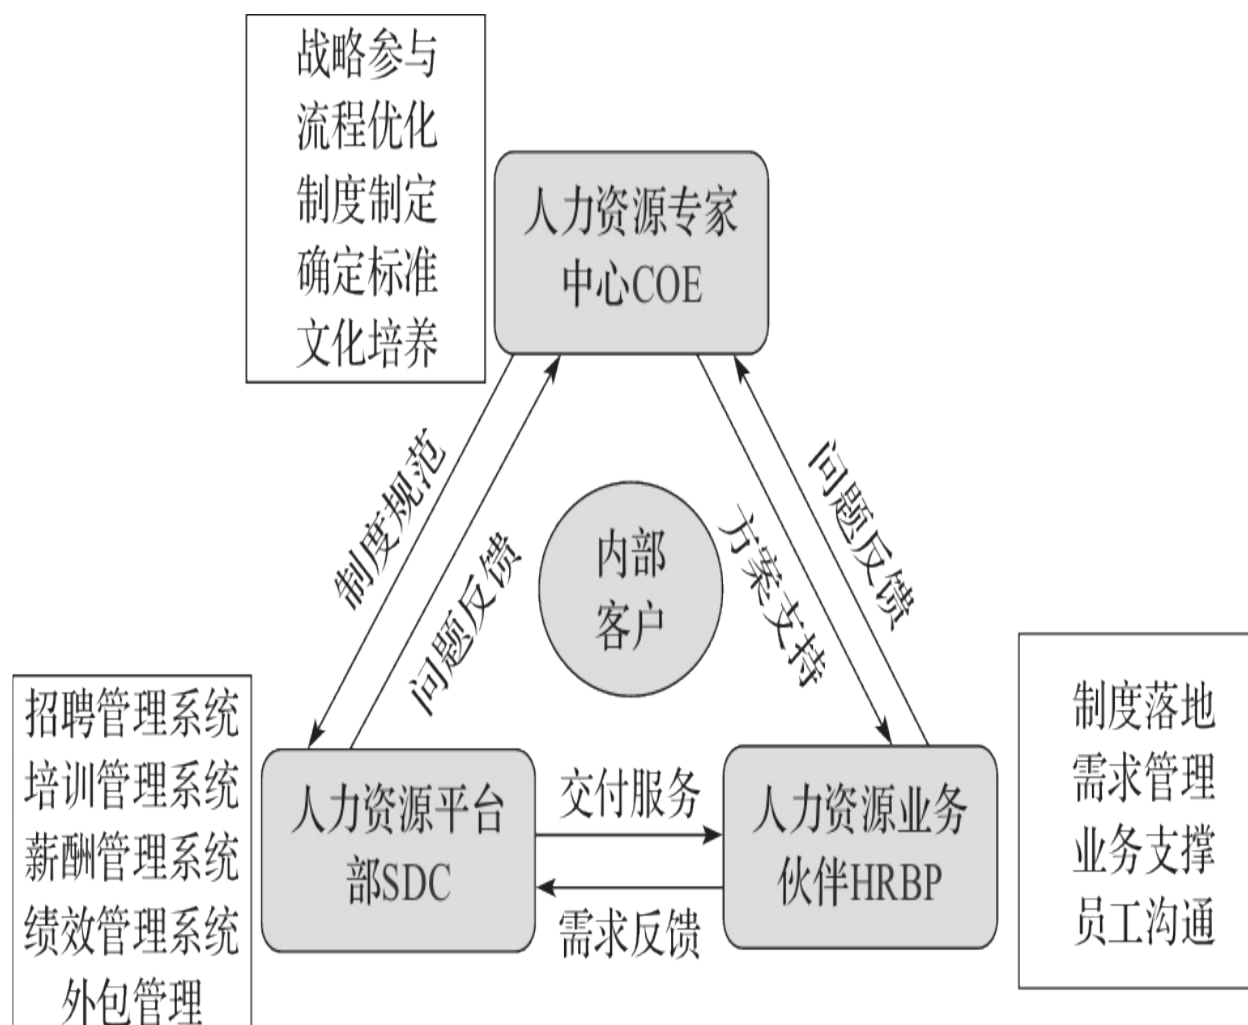 战略参与
流程优化
制度制定
确定标准
文化培养
人力资源专家
中心COE
制度规范
问题反馈
内部
客户
方案支持
问题反馈
招聘管理系统
培训管理系统
薪酬管理系统
绩效管理系统
外包管理
人力资源平台
部SDC
交付服务
需求反馈
人力资源业务
伙伴HRBP
制度落地
需求管理
业务支撑
员工沟通